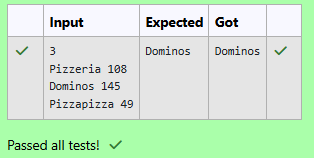 Input Expected Got
3 Dominos Dominos
Pizzeria 108
Dominos 145
Pizzapizza 49
Passed all tests!